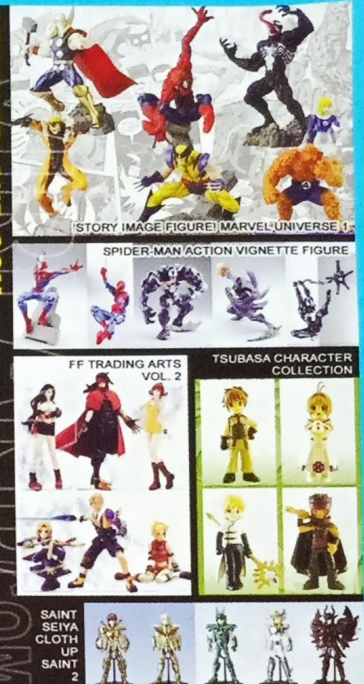 STORY IMAGE FIGURE! MARVEL UNIVERSE 1
SPIDER-MAN ACTION VIGNETTE FIGURE
FF TRADING ARTS
VOL. 2
TSUBASA CHARACTER
COLLECTION
SAINT
SEIYA
CLOTH
UP
SAINT
2